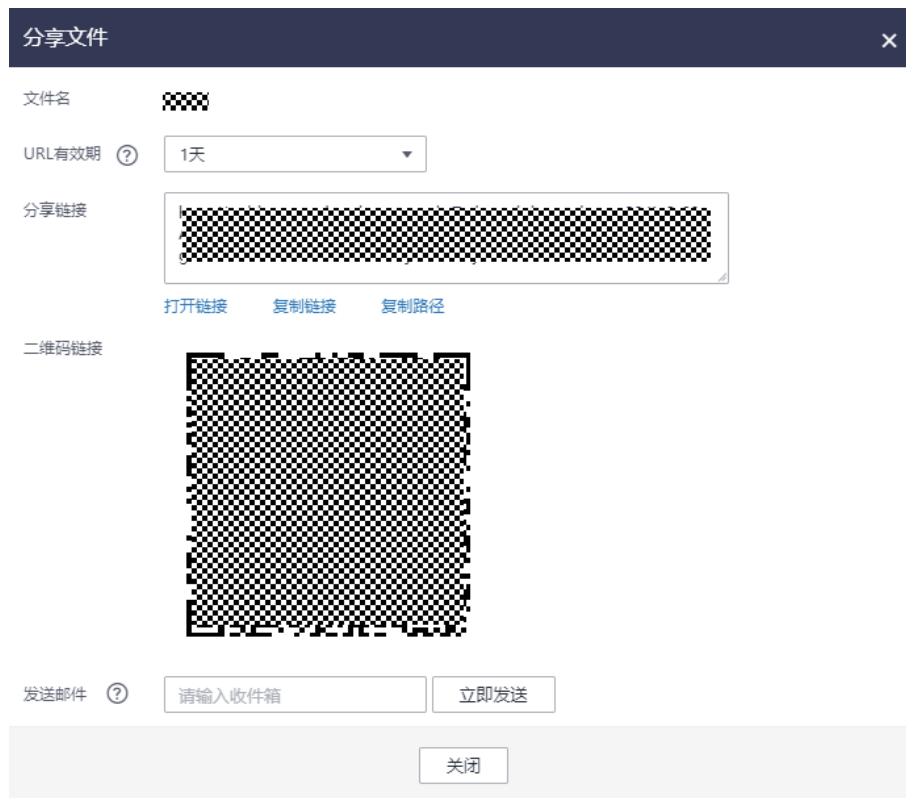 分享文件
文件名
URL有效期 ? 1天
分享链接
打开链接 复制链接 复制路径
二维码链接
发送邮件 ? 请输入收件箱 立即发送
关闭